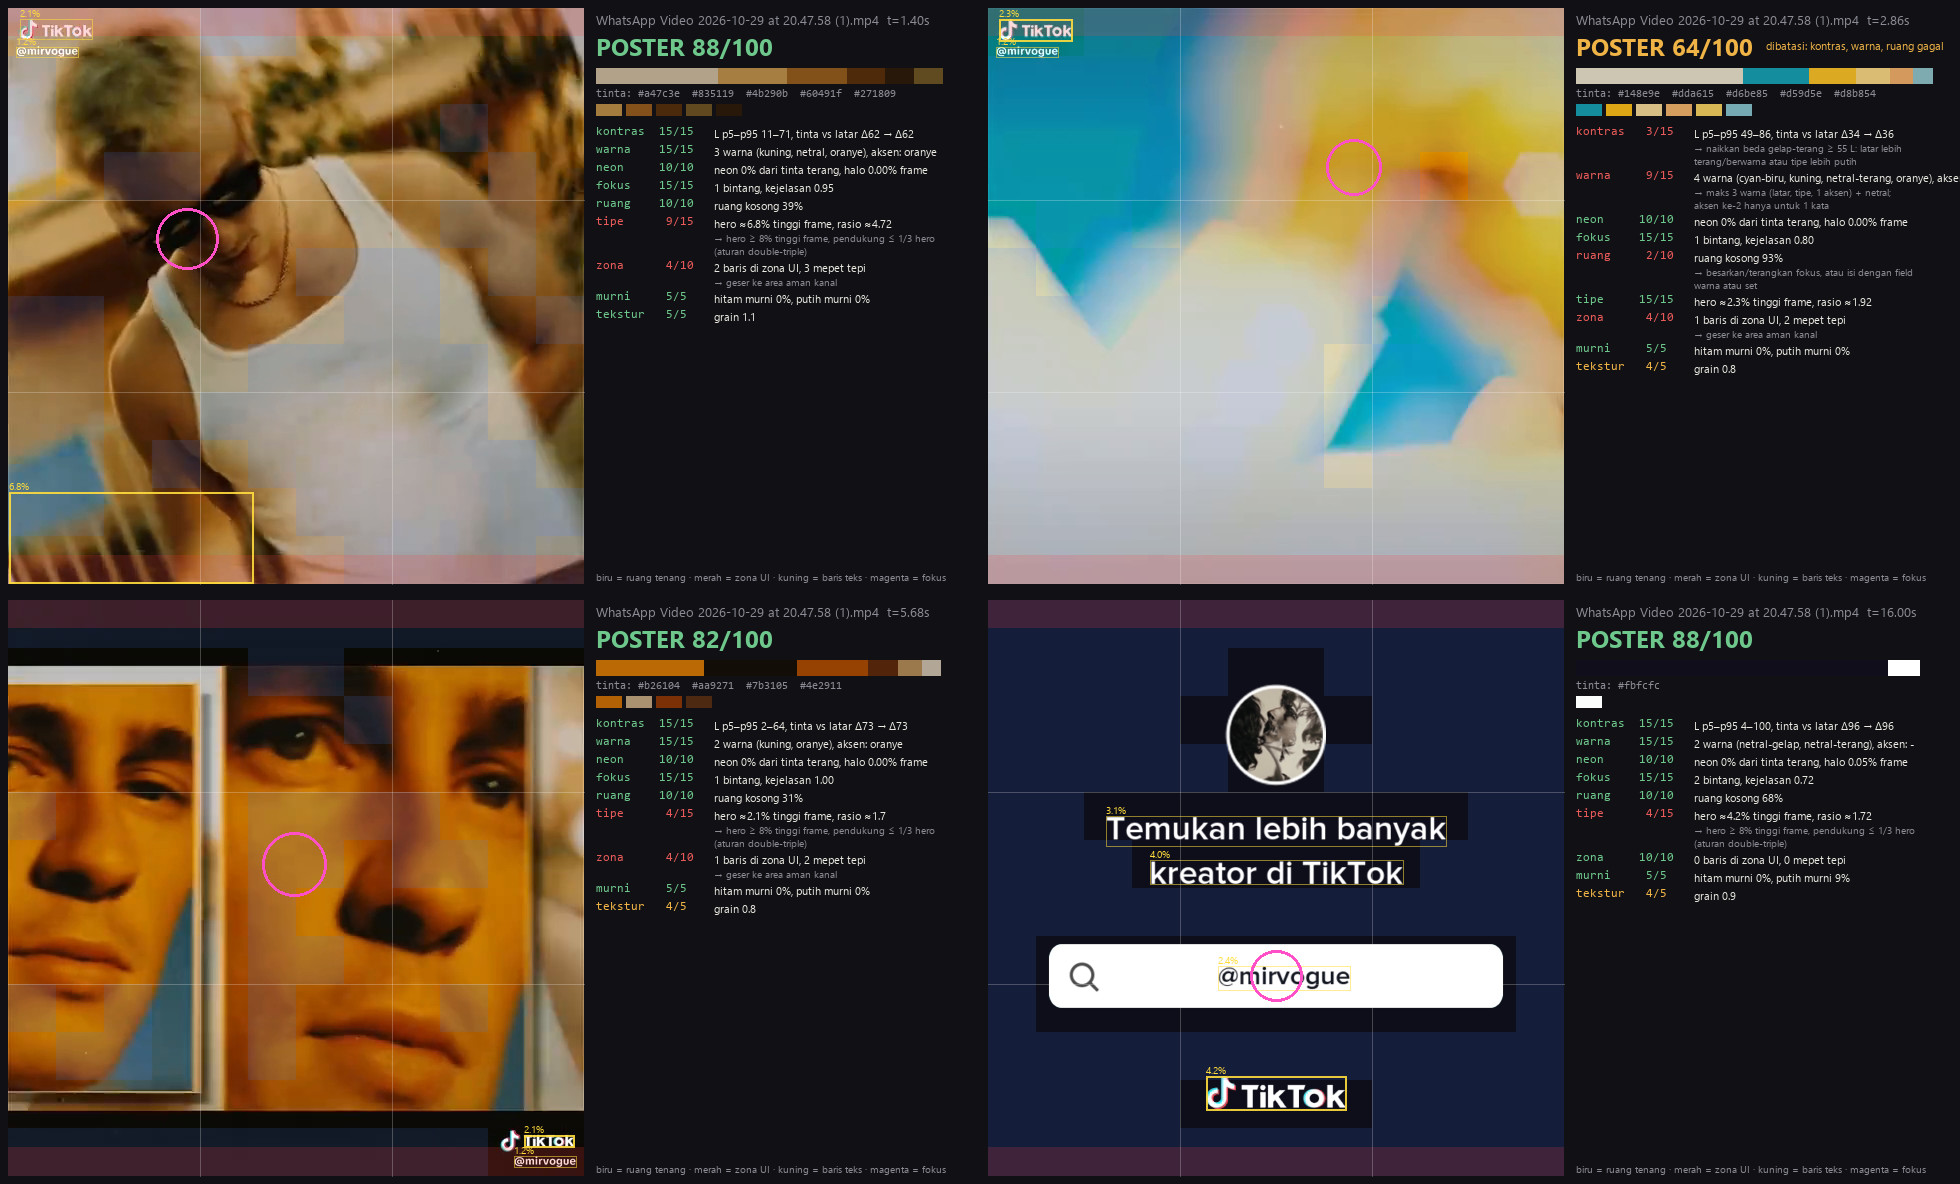 2.1%
TikTok
1.2%
@mirvogue
6.8%
WhatsApp Video 2026-10-29 at 20.47.58 (1).mp4 t=1.40s
POSTER 88/100
tinta: #a47c3e #835119 #4b290b #60491f #271809
kontras 15/15 L p5–p95 11–71, tinta vs latar Δ62 → Δ62
warna 15/15 3 warna (kuning, netral, oranye), aksen: oranye
neon 10/10 neon 0% dari tinta terang, halo 0.00% frame
fokus 15/15 1 bintang, kejelasan 0.95
ruang 10/10 ruang kosong 39%
tipe 9/15 hero ≈6.8% tinggi frame, rasio ≈4.72
→ hero ≥ 8% tinggi frame, pendukung ≤ 1/3 hero
(aturan double-triple)
zona 4/10 2 baris di zona UI, 3 mepet tepi
→ geser ke area aman kanal
murni 5/5 hitam murni 0%, putih murni 0%
tekstur 5/5 grain 1.1
biru = ruang tenang · merah = zona UI · kuning = baris teks · magenta = fokus
2.3%
TikTok
1.2%
@mirvogue
WhatsApp Video 2026-10-29 at 20.47.58 (1).mp4 t=2.86s
POSTER 64/100 dibatasi: kontras, warna, ruang gagal
tinta: #148e9e #dda615 #d6be85 #d59d5e #d8b854
kontras 3/15 L p5–p95 49–86, tinta vs latar Δ34 → Δ36
→ naikkan beda gelap-terang ≥ 55 L: latar lebih
terang/berwarna atau tipe lebih putih
warna 9/15 4 warna (cyan-biru, kuning, netral-terang, oranye), akse
→ maks 3 warna (latar, tipe, 1 aksen) + netral;
aksen ke-2 hanya untuk 1 kata
neon 10/10 neon 0% dari tinta terang, halo 0.00% frame
fokus 15/15 1 bintang, kejelasan 0.80
ruang 2/10 ruang kosong 93%
→ besarkan/terangkan fokus, atau isi dengan field
warna atau set
tipe 15/15 hero ≈2.3% tinggi frame, rasio ≈1.92
zona 4/10 1 baris di zona UI, 2 mepet tepi
→ geser ke area aman kanal
murni 5/5 hitam murni 0%, putih murni 0%
tekstur 4/5 grain 0.8
biru = ruang tenang · merah = zona UI · kuning = baris teks · magenta = fokus
2.1%
TikTok
1.2%
@mirvogue
WhatsApp Video 2026-10-29 at 20.47.58 (1).mp4 t=5.68s
POSTER 82/100
tinta: #b26104 #aa9271 #7b3105 #4e2911
kontras 15/15 L p5–p95 2–64, tinta vs latar Δ73 → Δ73
warna 15/15 2 warna (kuning, oranye), aksen: oranye
neon 10/10 neon 0% dari tinta terang, halo 0.00% frame
fokus 15/15 1 bintang, kejelasan 1.00
ruang 10/10 ruang kosong 31%
tipe 4/15 hero ≈2.1% tinggi frame, rasio ≈1.7
→ hero ≥ 8% tinggi frame, pendukung ≤ 1/3 hero
(aturan double-triple)
zona 4/10 1 baris di zona UI, 2 mepet tepi
→ geser ke area aman kanal
murni 5/5 hitam murni 0%, putih murni 0%
tekstur 4/5 grain 0.8
biru = ruang tenang · merah = zona UI · kuning = baris teks · magenta = fokus
3.1%
Temukan lebih banyak
4.0%
kreator di TikTok
2.4%
@mirvogue
4.2%
TikTok
WhatsApp Video 2026-10-29 at 20.47.58 (1).mp4 t=16.00s
POSTER 88/100
tinta: #fbfcfc
kontras 15/15 L p5–p95 4–100, tinta vs latar Δ96 → Δ96
warna 15/15 2 warna (netral-gelap, netral-terang), aksen: -
neon 10/10 neon 0% dari tinta terang, halo 0.05% frame
fokus 15/15 2 bintang, kejelasan 0.72
ruang 10/10 ruang kosong 68%
tipe 4/15 hero ≈4.2% tinggi frame, rasio ≈1.72
→ hero ≥ 8% tinggi frame, pendukung ≤ 1/3 hero
(aturan double-triple)
zona 10/10 0 baris di zona UI, 0 mepet tepi
murni 5/5 hitam murni 0%, putih murni 9%
tekstur 4/5 grain 0.9
biru = ruang tenang · merah = zona UI · kuning = baris teks · magenta = fokus